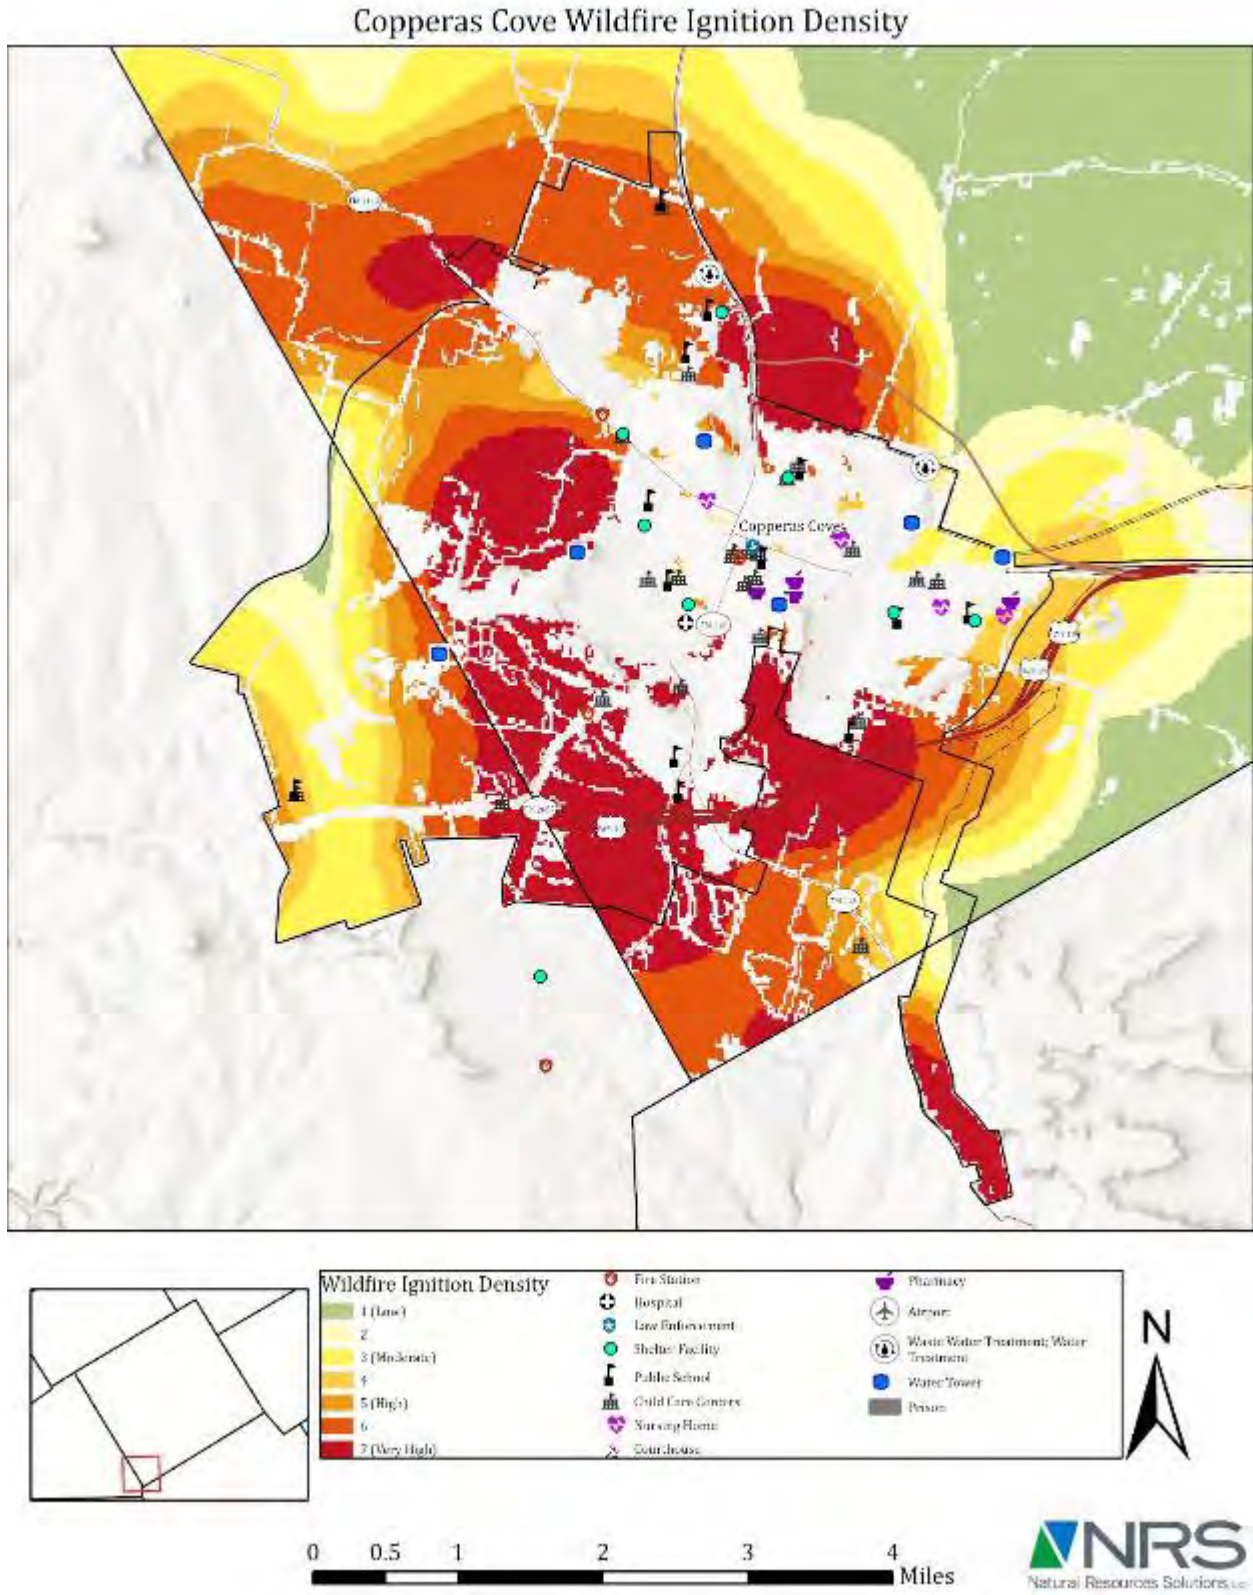 Copperas Cove Wildfire Ignition Density
Copperas Cove
Wildfire Ignition Density
1 (Low)
2
3 (Moderate)
4
5 (High)
6
7 (Very High)
Fire Station
Hospital
Law Enforcement
Shelter Facility
Public School
Child Care Centers
Nursing Home
Courthouse
Pharmacy
Airport
Waste Water Treatment; Water
Treatment
Water Tower
Prison
N
0 0.5 1 2 3 4
Miles
NRS
Natural Resources Solutions